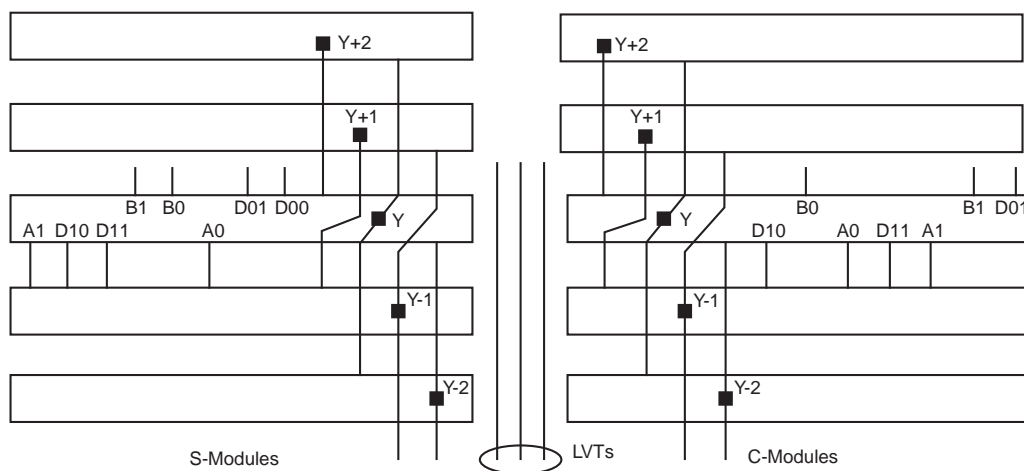 Y+2
Y+2
Y+1
Y+1
B1 B0 D01 D00
B0 B1 D01
Y
Y
A1 D10 D11 A0
D10 A0 D11 A1
Y-1
Y-1
Y-2
Y-2
S-Modules
LVTs
C-Modules